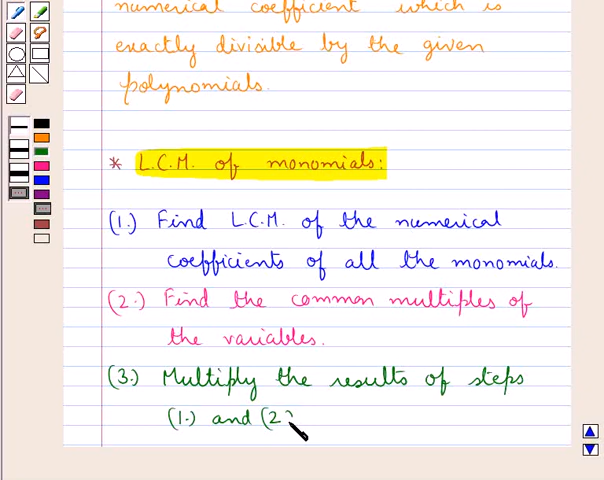 numerical coefficient which is
exactly divisible by the given
polynomials.
* L.C.M. of monomials:
(1.) Find L.C.M. of the numerical
coefficients of all the monomials.
(2.) Find the common multiples of
the variables.
(3.) Multiply the results of steps
(1.) and (2.)